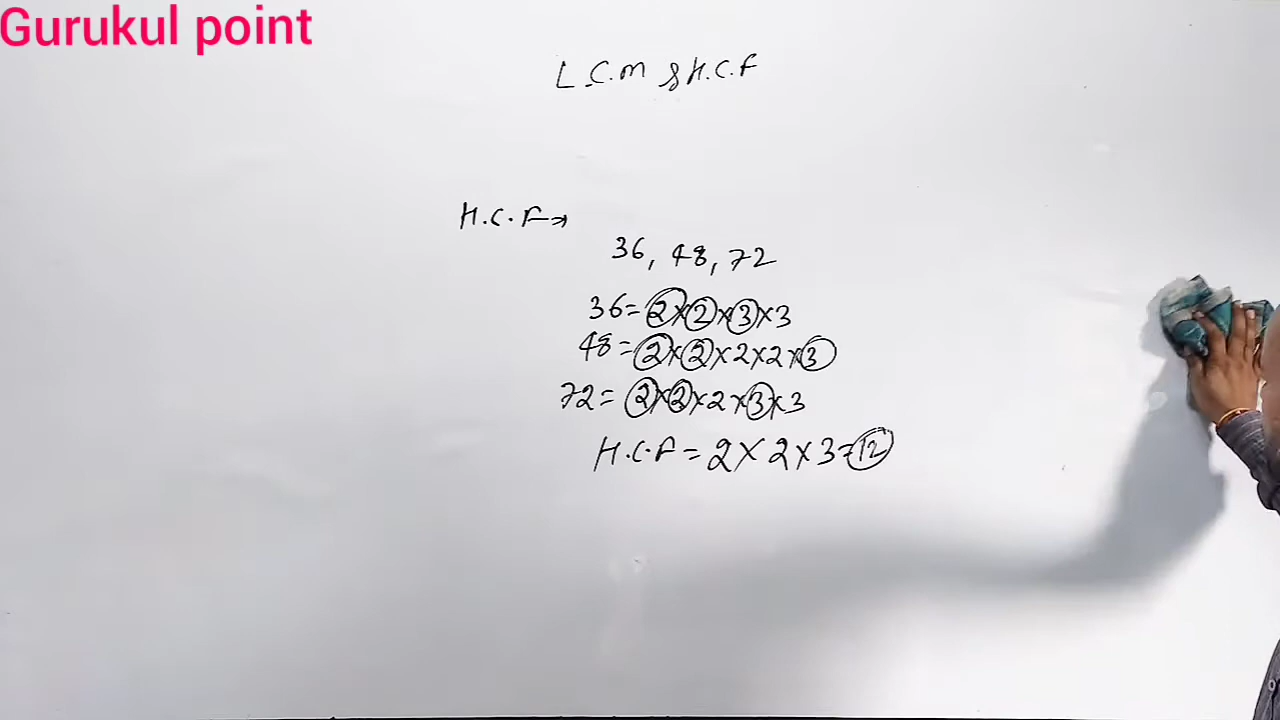 Gurukul point
L.C.M & H.C.F
H.C.F→
36, 48, 72
36=2×2×3×3
48=2×2×2×2×3
72=2×2×2×3×3
H.C.F=2×2×3=12